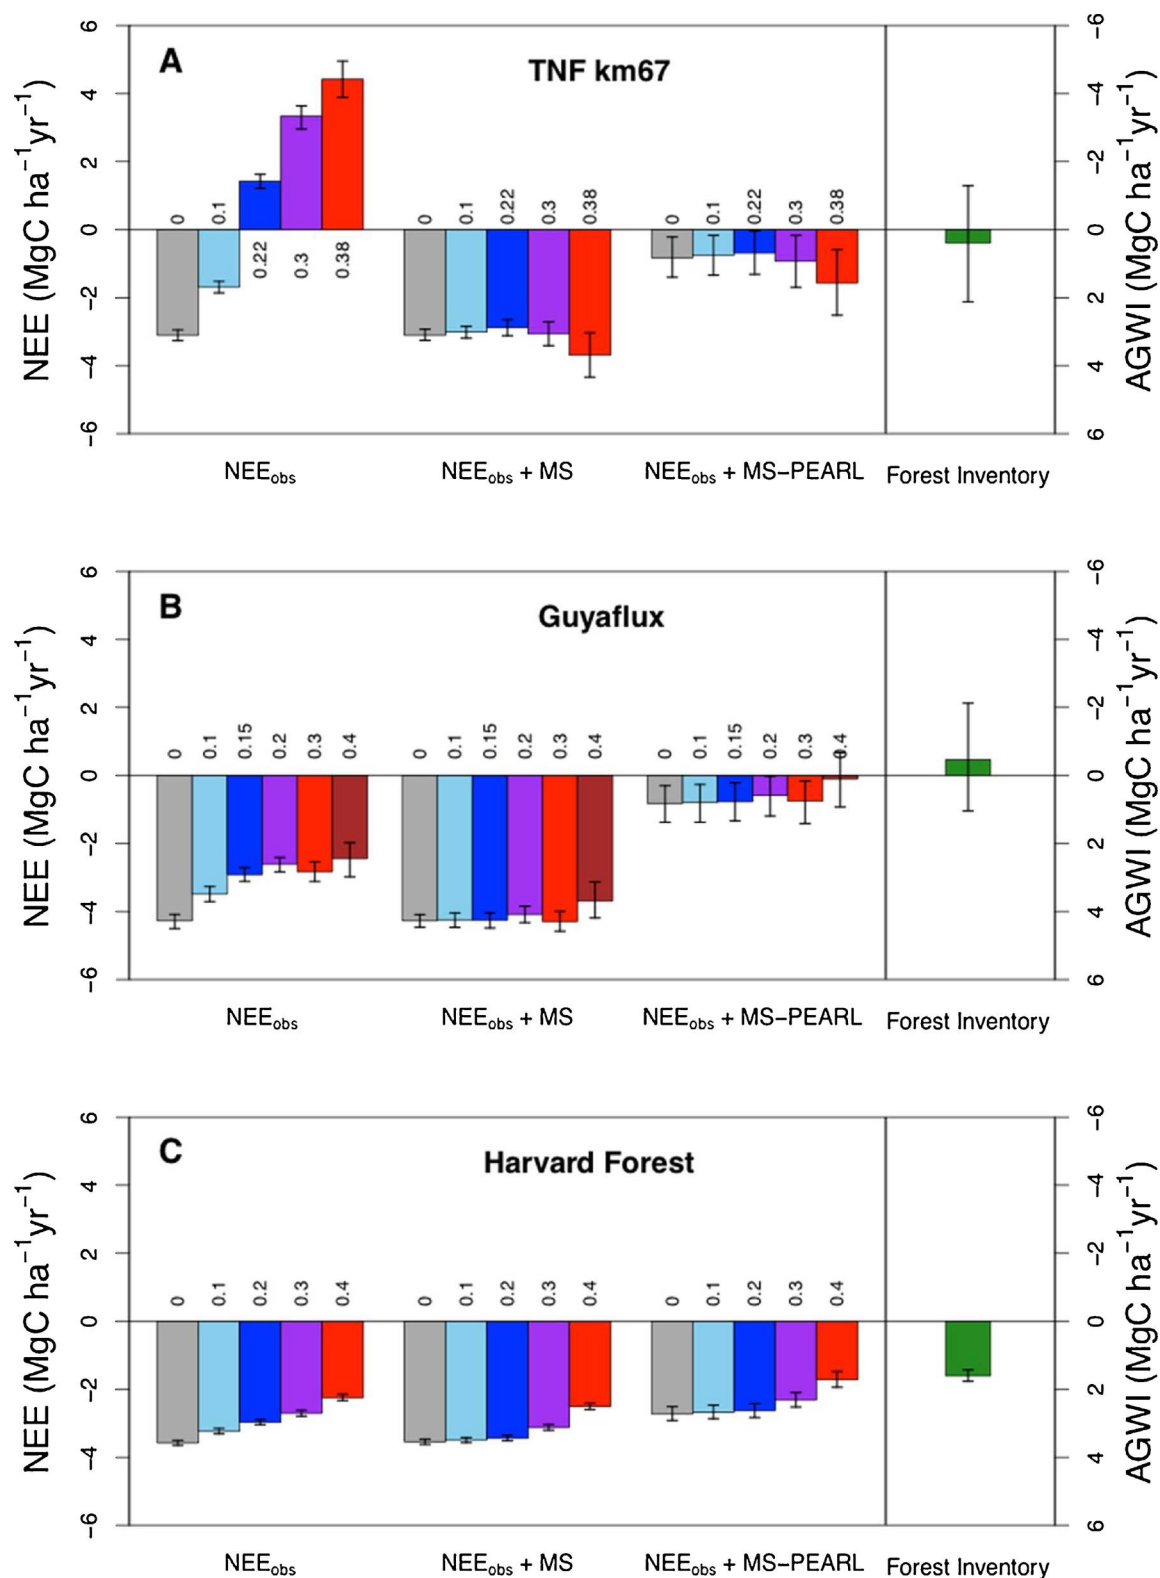 A
TNF km67
NEE (MgC ha−1yr−1)
AGWI (MgC ha−1yr−1)
6
4
2
0
−2
−4
−6
-6
-4
-2
0
2
4
6
0 0.1 0.22 0.3 0.38
0 0.1 0.22 0.3 0.38
0 0.1 0.22 0.3 0.38
NEEobs
NEEobs + MS
NEEobs + MS−PEARL
Forest Inventory
B
Guyaflux
NEE (MgC ha−1yr−1)
AGWI (MgC ha−1yr−1)
6
4
2
0
−2
−4
−6
-6
-4
-2
0
2
4
6
0 0.1 0.15 0.2 0.3 0.4
0 0.1 0.15 0.2 0.3 0.4
0 0.1 0.15 0.2 0.3 0.4
NEEobs
NEEobs + MS
NEEobs + MS−PEARL
Forest Inventory
C
Harvard Forest
NEE (MgC ha−1yr−1)
AGWI (MgC ha−1yr−1)
6
4
2
0
−2
−4
−6
-6
-4
-2
0
2
4
6
0 0.1 0.2 0.3 0.4
0 0.1 0.2 0.3 0.4
0 0.1 0.2 0.3 0.4
NEEobs
NEEobs + MS
NEEobs + MS−PEARL
Forest Inventory